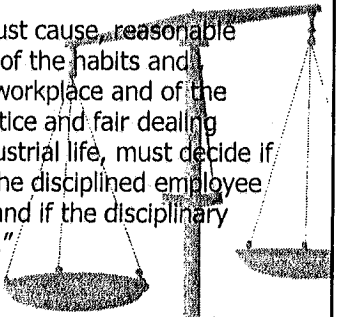 ust cause, reasonable
of the habits and
workplace and of the
tice and fair dealing
ustrial life, must decide if
he disciplined employee
and if the disciplinary
."